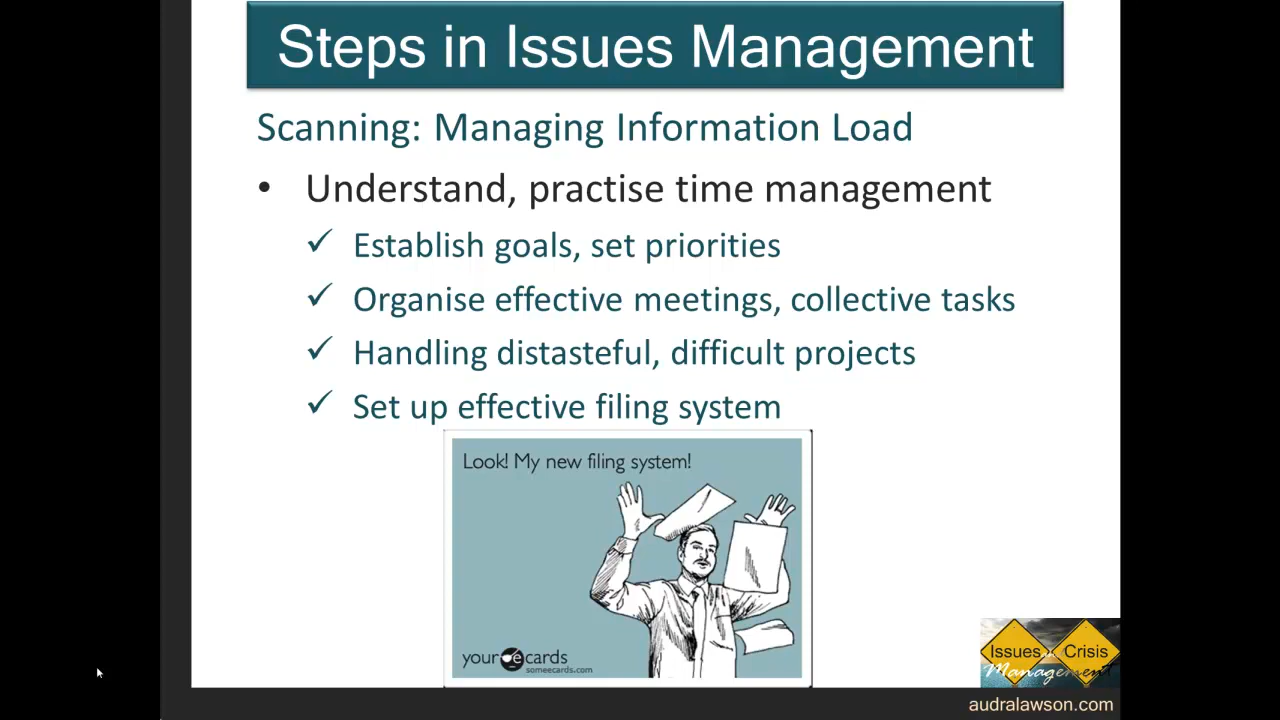 Steps in Issues Management
Scanning: Managing Information Load
• Understand, practise time management
✓ Establish goals, set priorities
✓ Organise effective meetings, collective tasks
✓ Handling distasteful, difficult projects
✓ Set up effective filing system
Look! My new filing system!
your e cards
someecards.com
Issues Crisis
Management
audralawson.com